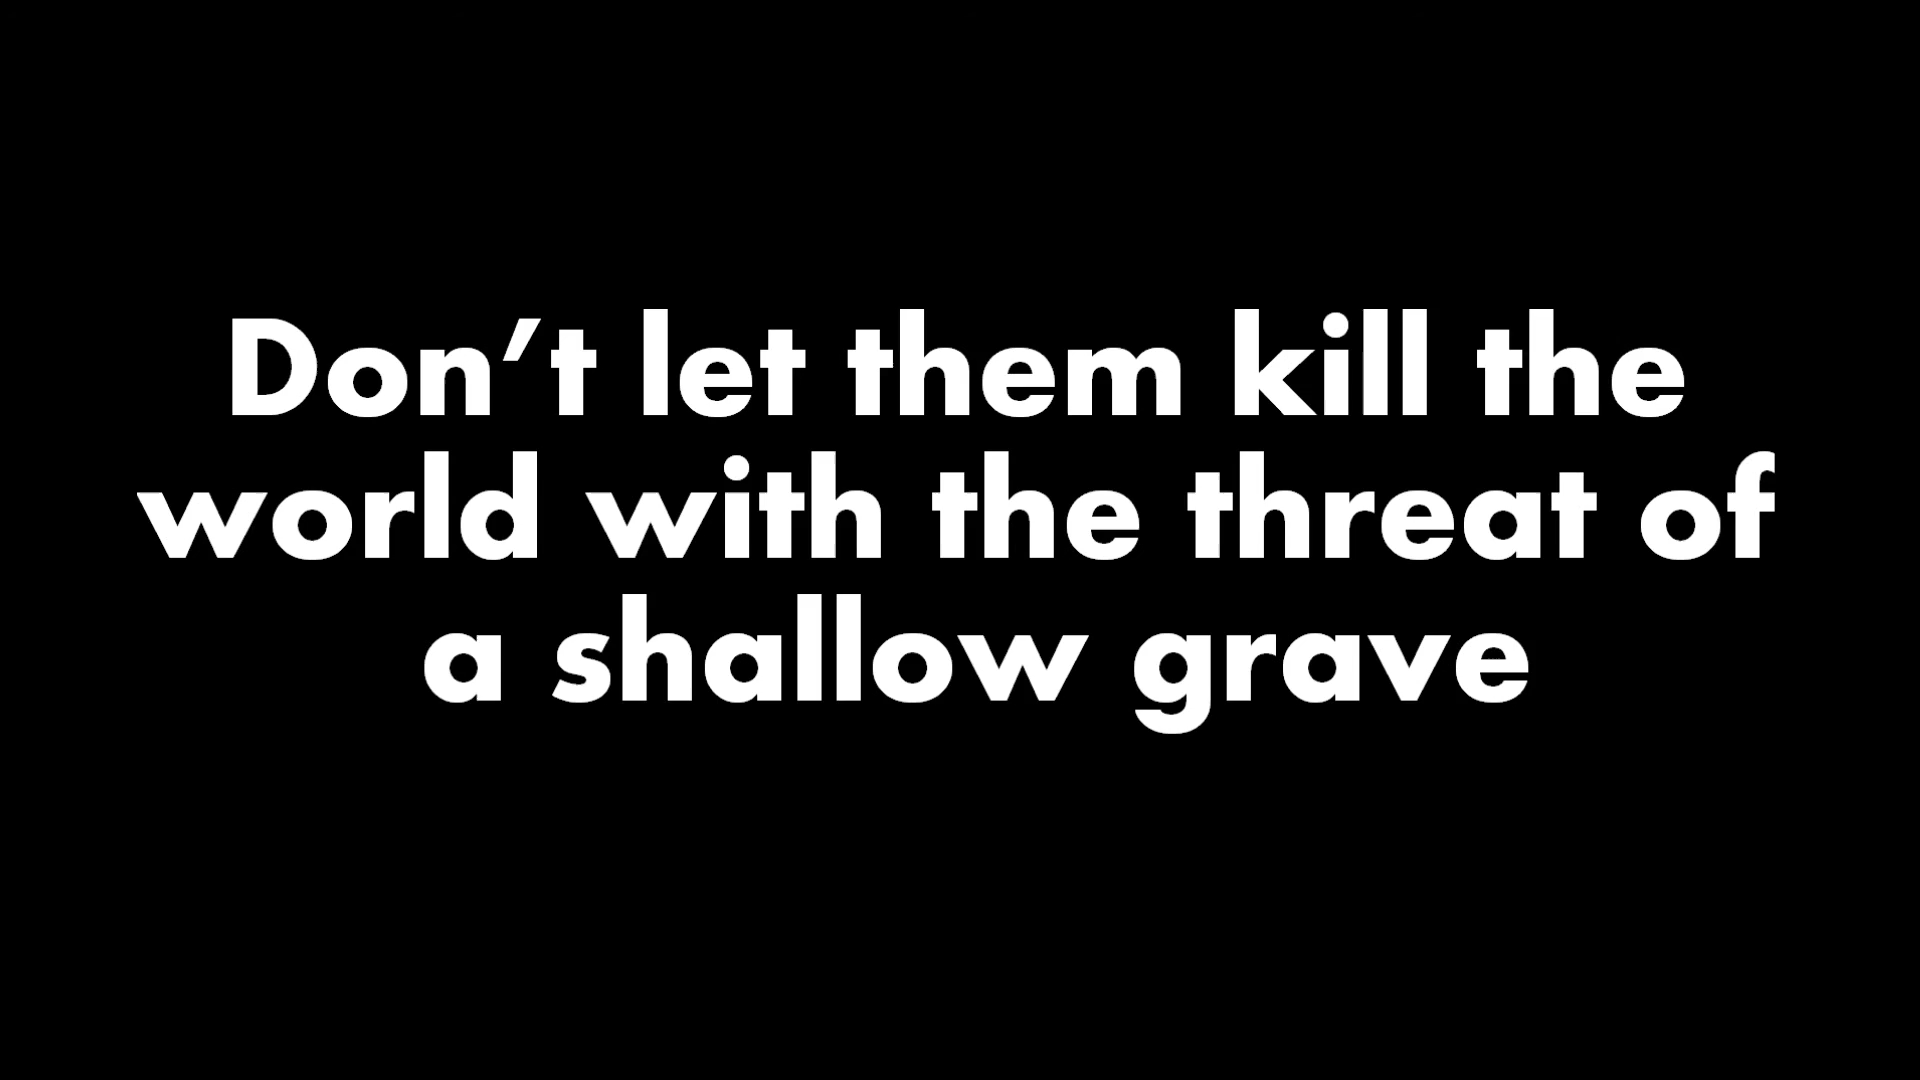 Don’t let them kill the
world with the threat of
a shallow grave